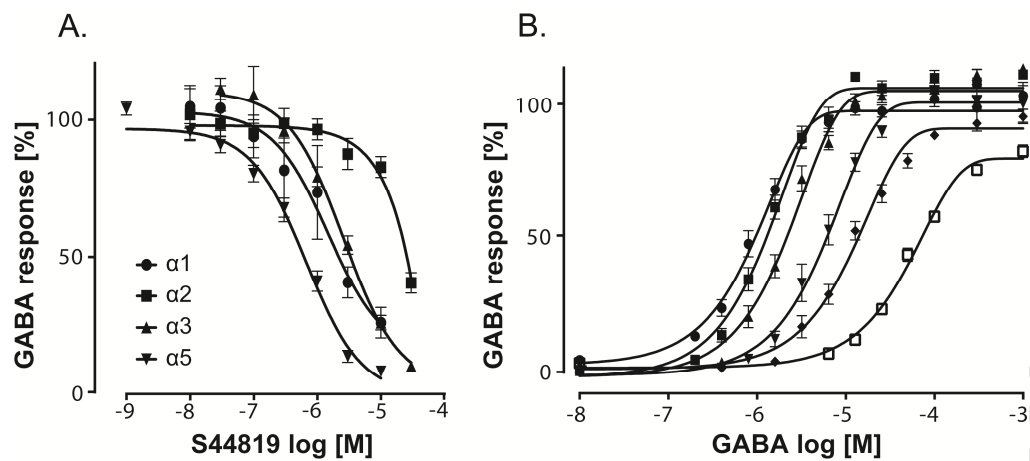 A.
GABA response [%]
100
50
0
α1
α2
α3
α5
-9 -8 -7 -6 -5 -4
S44819 log [M]
B.
GABA response [%]
100
50
0
-8 -7 -6 -5 -4 -3
GABA log [M]